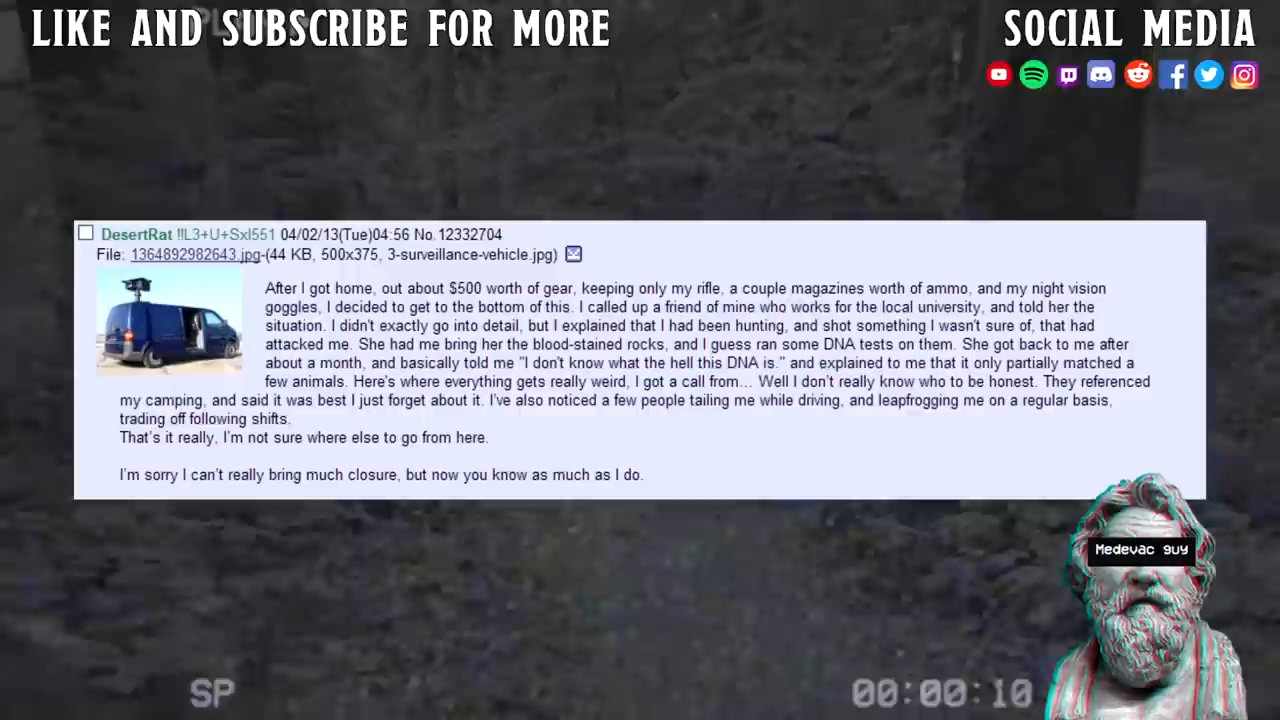 LIKE AND SUBSCRIBE FOR MORE
SOCIAL MEDIA
DesertRat !!L3+U+SxI551 04/02/13(Tue)04:56 No.12332704
File: 1364892982643.jpg-(44 KB, 500x375, 3-surveillance-vehicle.jpg)
After I got home, out about $500 worth of gear, keeping only my rifle, a couple magazines worth of ammo, and my night vision
goggles, I decided to get to the bottom of this. I called up a friend of mine who works for the local university, and told her the
situation. I didn't exactly go into detail, but I explained that I had been hunting, and shot something I wasn't sure of, that had
attacked me. She had me bring her the blood-stained rocks, and I guess ran some DNA tests on them. She got back to me after
about a month, and basically told me "I don't know what the hell this DNA is." and explained to me that it only partially matched a
few animals. Here's where everything gets really weird, I got a call from... Well I don't really know who to be honest. They referenced
my camping, and said it was best I just forget about it. I've also noticed a few people tailing me while driving, and leapfrogging me on a regular basis,
trading off following shifts.
That's it really, I'm not sure where else to go from here.
I'm sorry I can't really bring much closure, but now you know as much as I do.
Medevac guy
SP
00:00:10